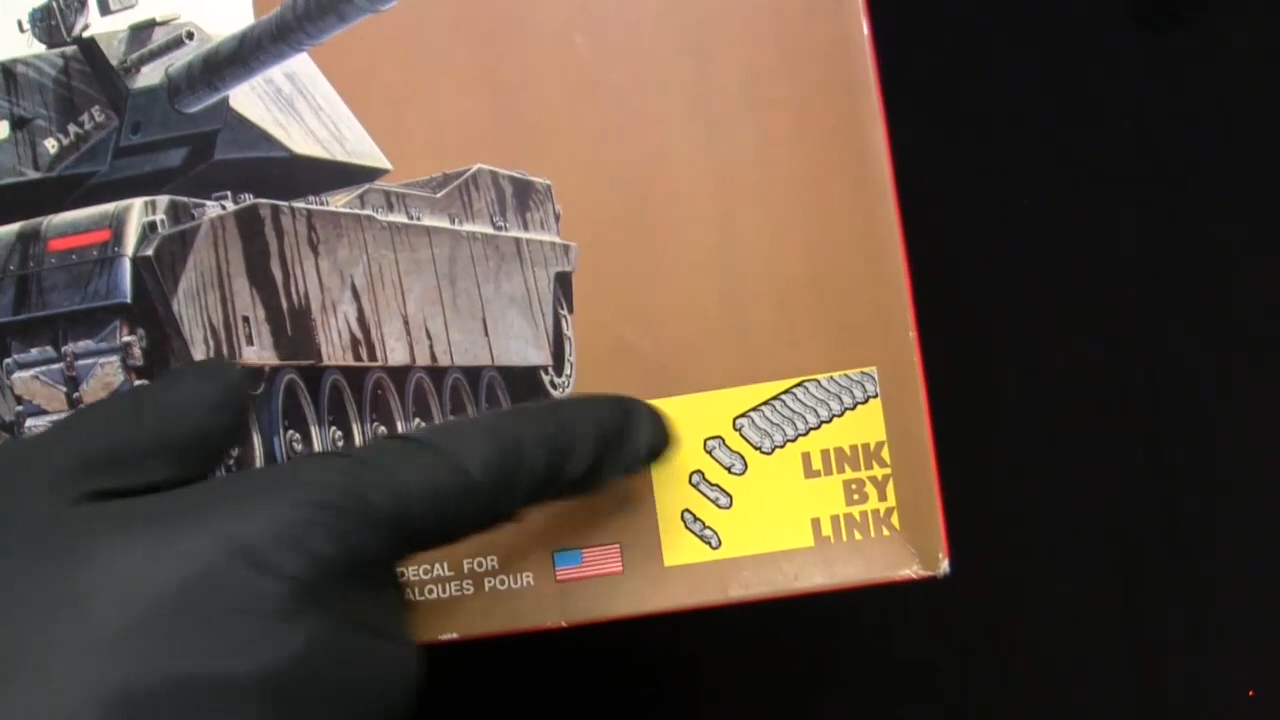 BLAZE
LINK
BY
LINK
DECAL FOR
ALQUES POUR